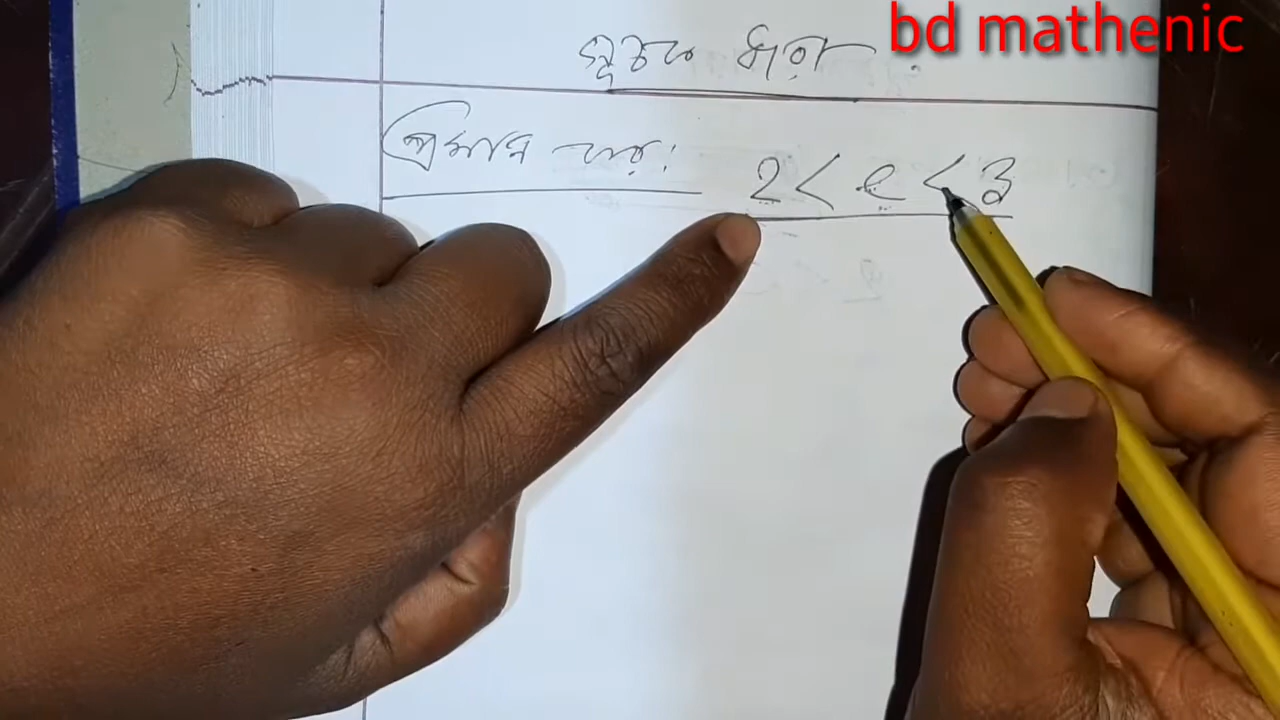 bd mathenic
সূচক ধারা
প্রমাণ কর: 2 < e < 3